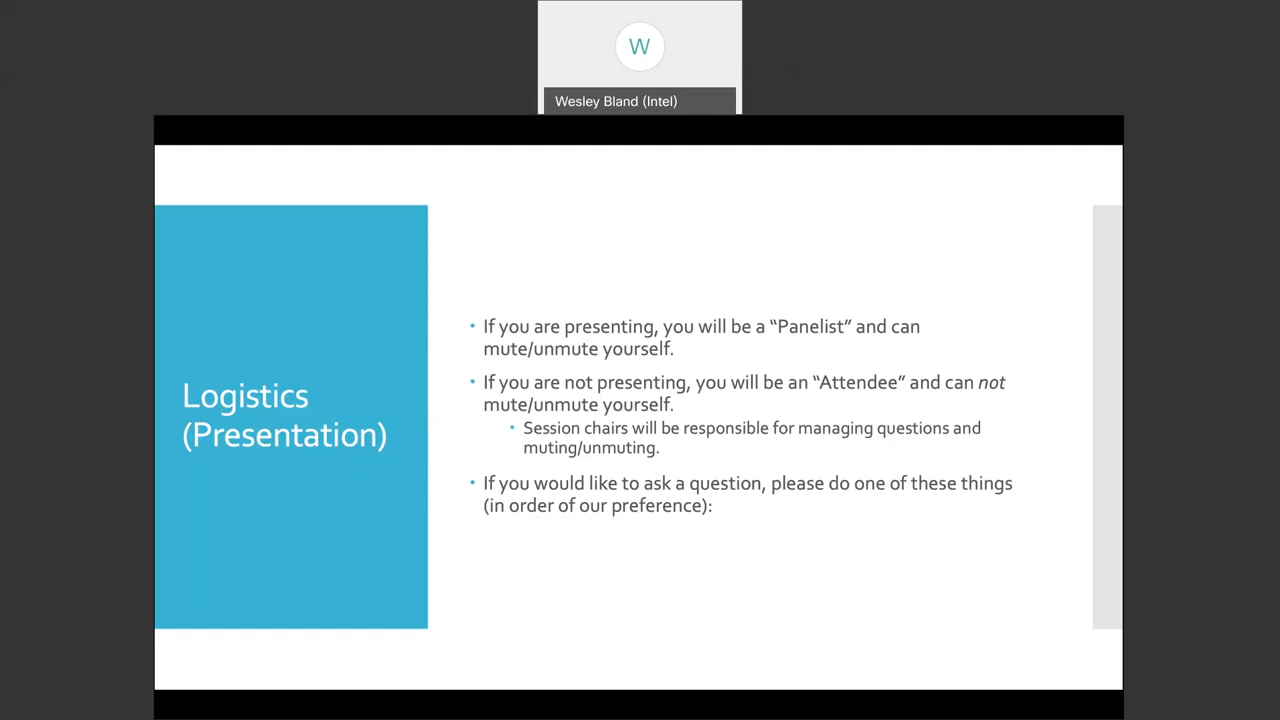 W
Wesley Bland (Intel)
Logistics
(Presentation)
• If you are presenting, you will be a “Panelist” and can
mute/unmute yourself.
• If you are not presenting, you will be an “Attendee” and can not
mute/unmute yourself.
• Session chairs will be responsible for managing questions and
muting/unmuting.
• If you would like to ask a question, please do one of these things
(in order of our preference):